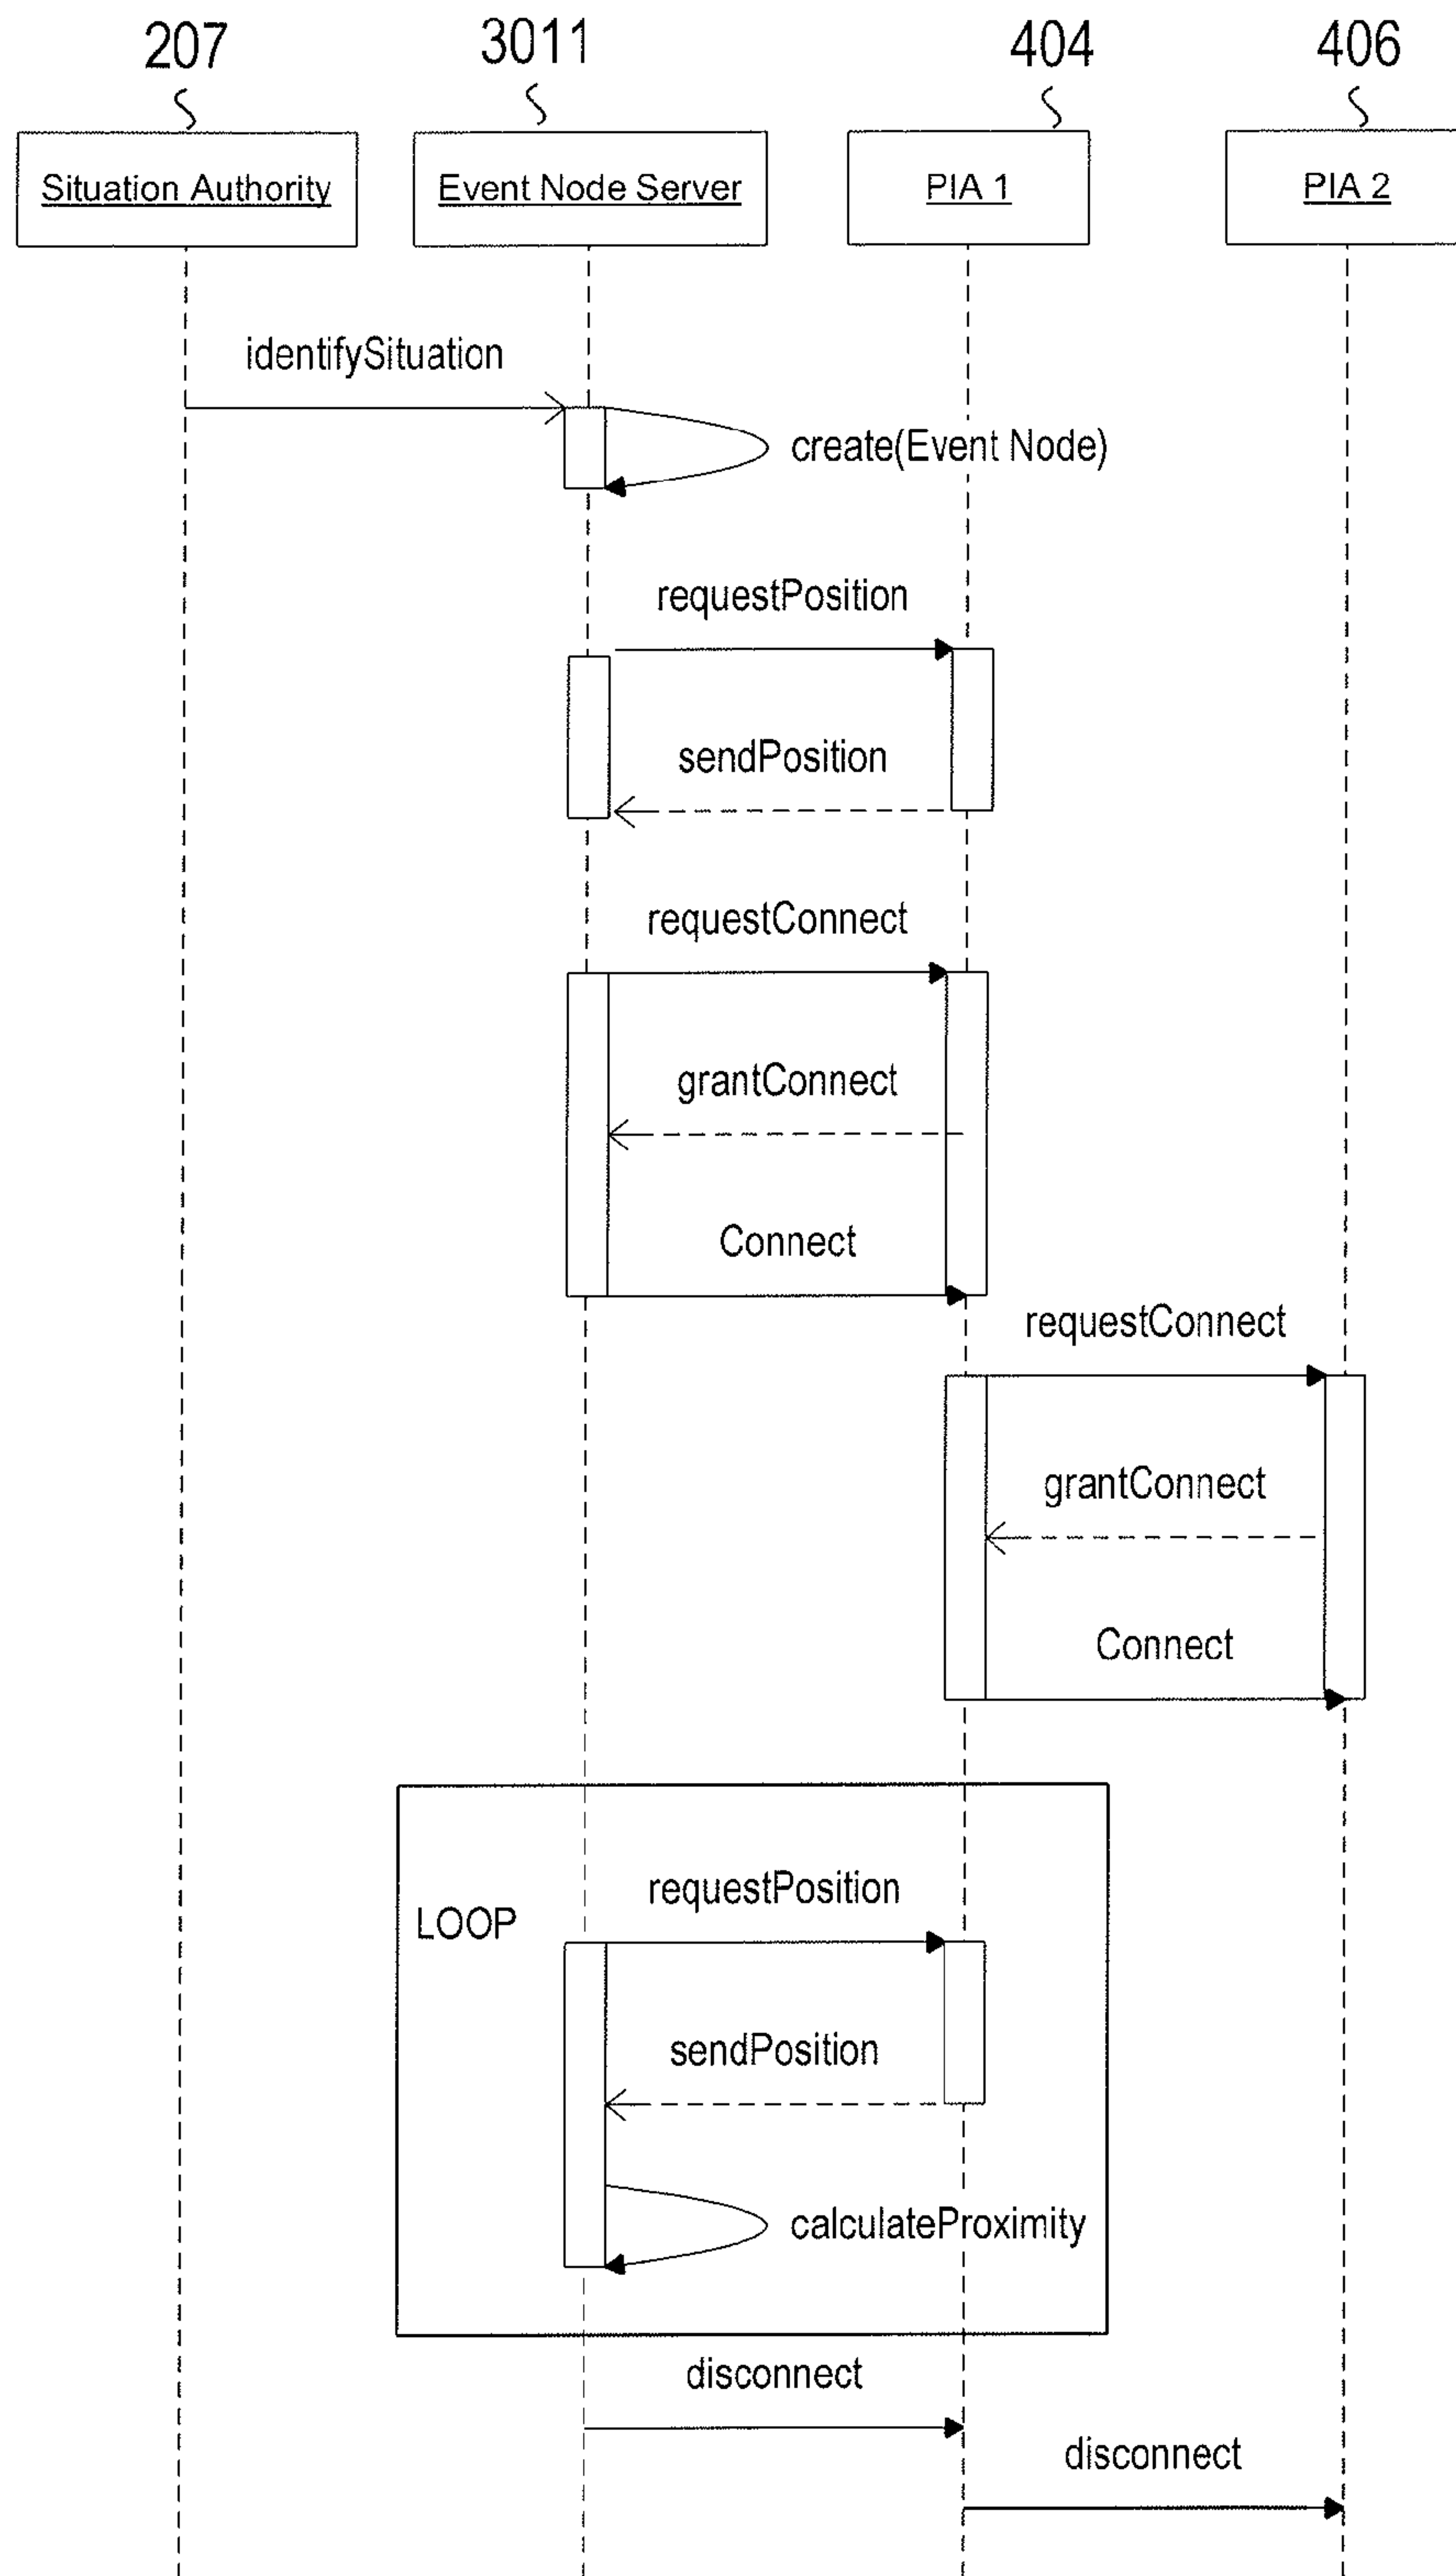 207
3011
404
406
Situation Authority
Event Node Server
PIA 1
PIA 2
identifySituation
create(Event Node)
requestPosition
sendPosition
requestConnect
grantConnect
Connect
requestConnect
grantConnect
Connect
requestPosition
LOOP
sendPosition
calculateProximity
disconnect
disconnect